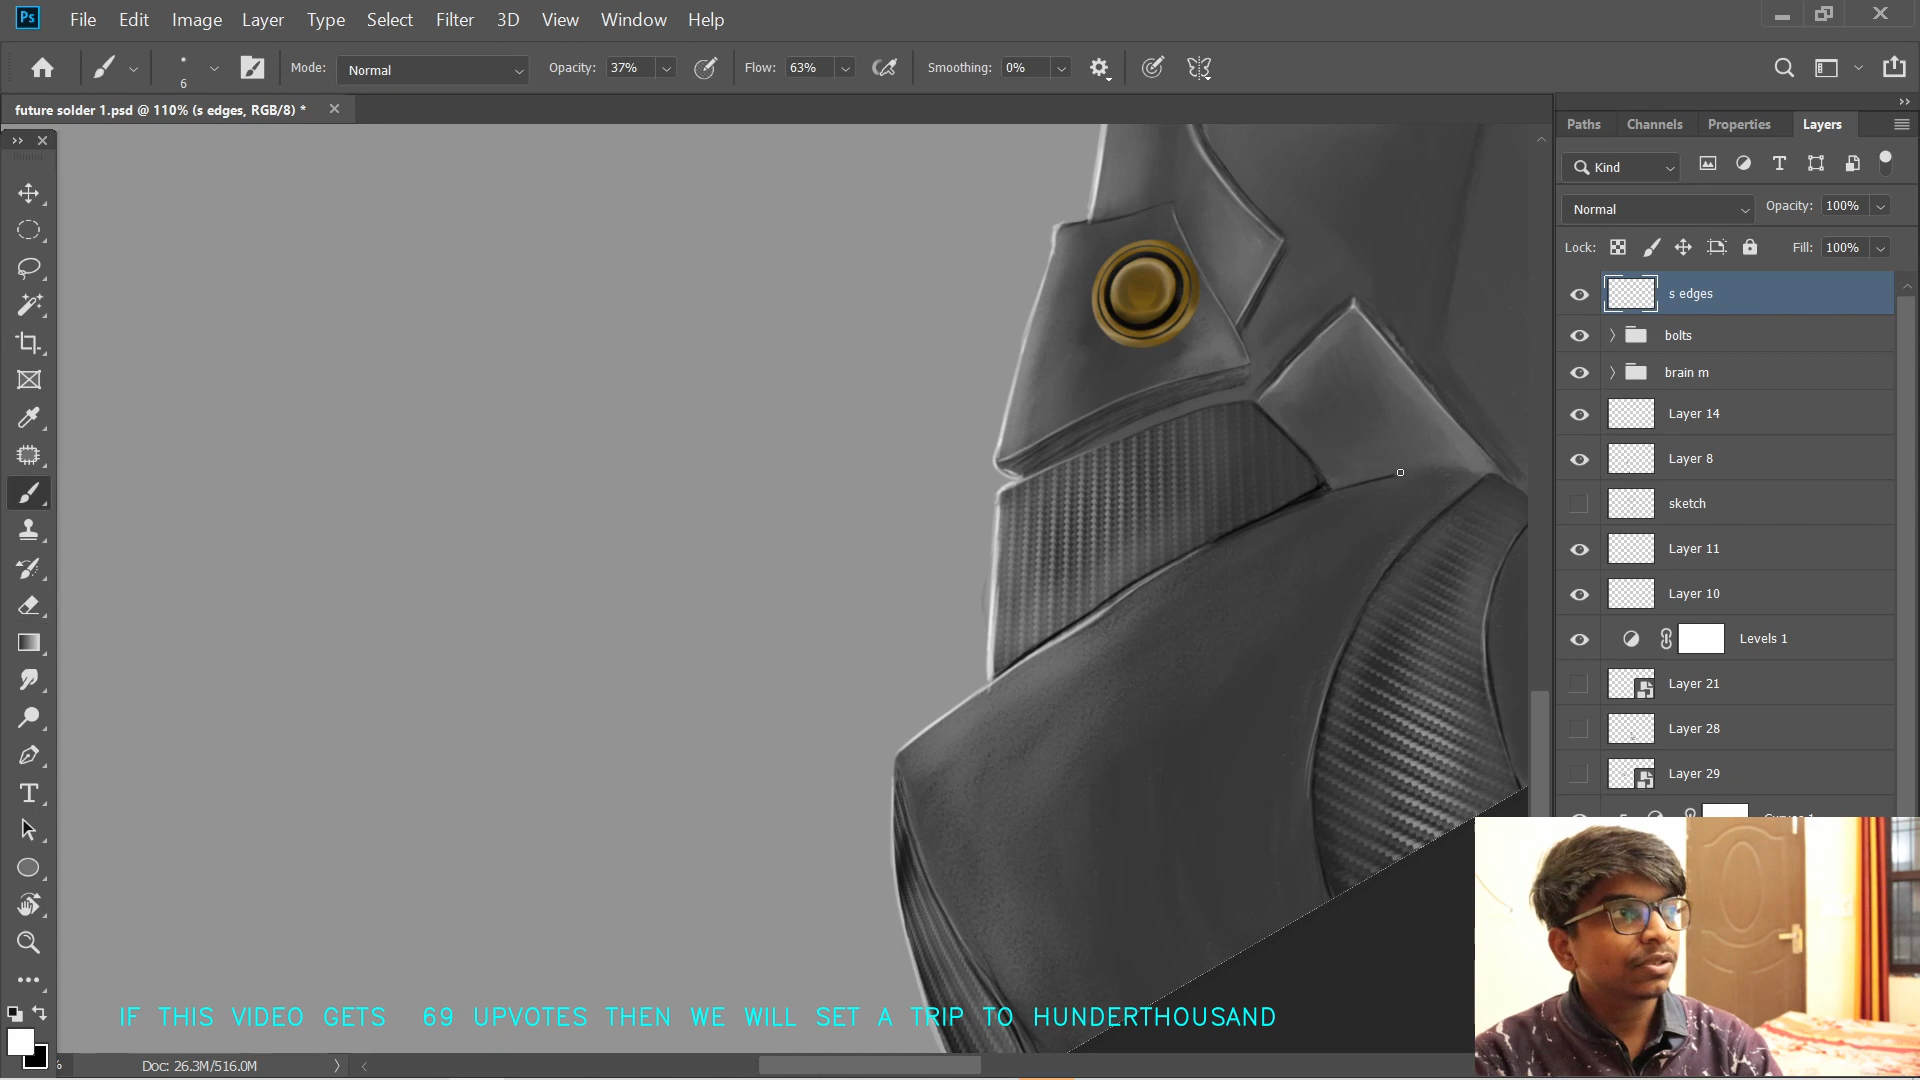 Ps File Edit Image Layer Type Select Filter 3D View Window Help
6 Mode: Normal Opacity: 37% Flow: 63% Smoothing: 0%
future solder 1.psd @ 110% (s edges, RGB/8) *
Paths Channels Properties Layers
Kind
Normal Opacity: 100%
Lock: Fill: 100%
s edges
bolts
brain m
Layer 14
Layer 8
sketch
Layer 11
Layer 10
Levels 1
Layer 21
Layer 28
Layer 29
IF THIS VIDEO GETS 69 UPVOTES THEN WE WILL SET A TRIP TO HUNDERTHOUSAND
% Doc: 26.3M/516.0M